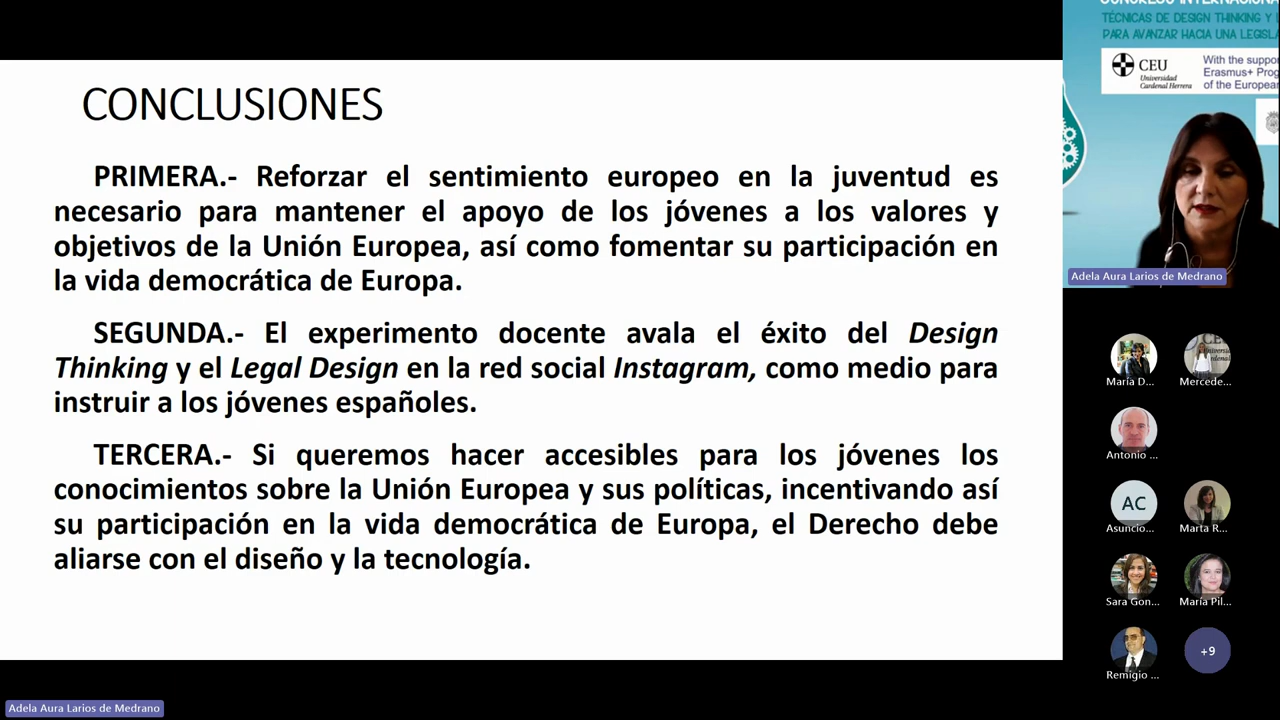 CONCLUSIONES
PRIMERA.- Reforzar el sentimiento europeo en la juventud es
necesario para mantener el apoyo de los jóvenes a los valores y
objetivos de la Unión Europea, así como fomentar su participación en
la vida democrática de Europa.
SEGUNDA.- El experimento docente avala el éxito del Design
Thinking y el Legal Design en la red social Instagram, como medio para
instruir a los jóvenes españoles.
TERCERA.- Si queremos hacer accesibles para los jóvenes los
conocimientos sobre la Unión Europea y sus políticas, incentivando así
su participación en la vida democrática de Europa, el Derecho debe
aliarse con el diseño y la tecnología.
TÉCNICAS DE DESIGN THINKING Y
PARA AVANZAR HACIA UNA LEGISLA
CEU
Universidad
Cardenal Herrera
With the suppo
Erasmus+ Prog
of the European
Adela Aura Larios de Medrano
María D...
Mercede...
Antonio ...
AC
Asuncio...
Marta R...
Sara Gon...
María Pil...
Remigio ...
+9
Adela Aura Larios de Medrano